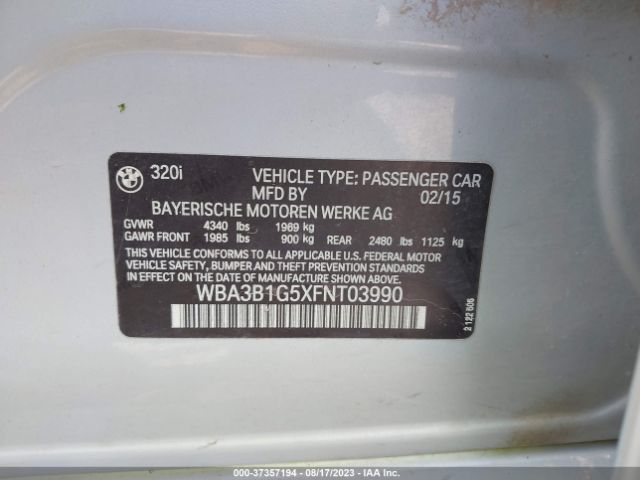 BMW
320i VEHICLE TYPE: PASSENGER CAR
MFD BY 02/15
BAYERISCHE MOTOREN WERKE AG
GVWR 4340 lbs 1969 kg
GAWR FRONT 1985 lbs 900 kg REAR 2480 lbs 1125 kg
THIS VEHICLE CONFORMS TO ALL APPLICABLE U.S. FEDERAL MOTOR
VEHICLE SAFETY, BUMPER, AND THEFT PREVENTION STANDARDS IN
EFFECT ON THE DATE OF MANUFACTURE SHOWN ABOVE.
WBA3B1G5XFNT03990
2 122 606
000-37357194 - 08/17/2023 - IAA Inc.